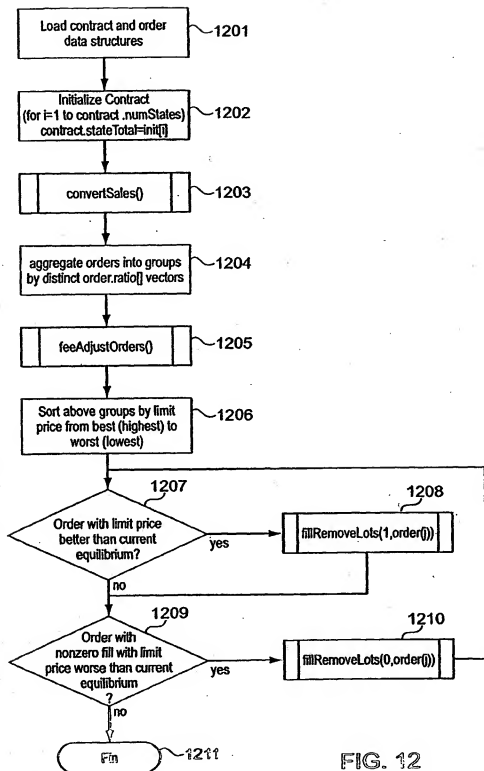 Load contract and order
data structures
1201
Initialize Contract
(for i=1 to contract .numStates)
contract.stateTotal=init[i]
1202
convertSales()
1203
aggregate orders into groups
by distinct order.ratio[] vectors
1204
feeAdjustOrders()
1205
Sort above groups by limit
price from best (highest) to
worst (lowest)
1206
1207
Order with limit price
better than current
equilibrium?
yes
1208
fillRemoveLots(1,order(j))
no
1209
Order with
nonzero fill with limit
price worse than current
equilibrium
?
yes
1210
fillRemoveLots(0,order(j))
no
Fin
1211
FIG. 12